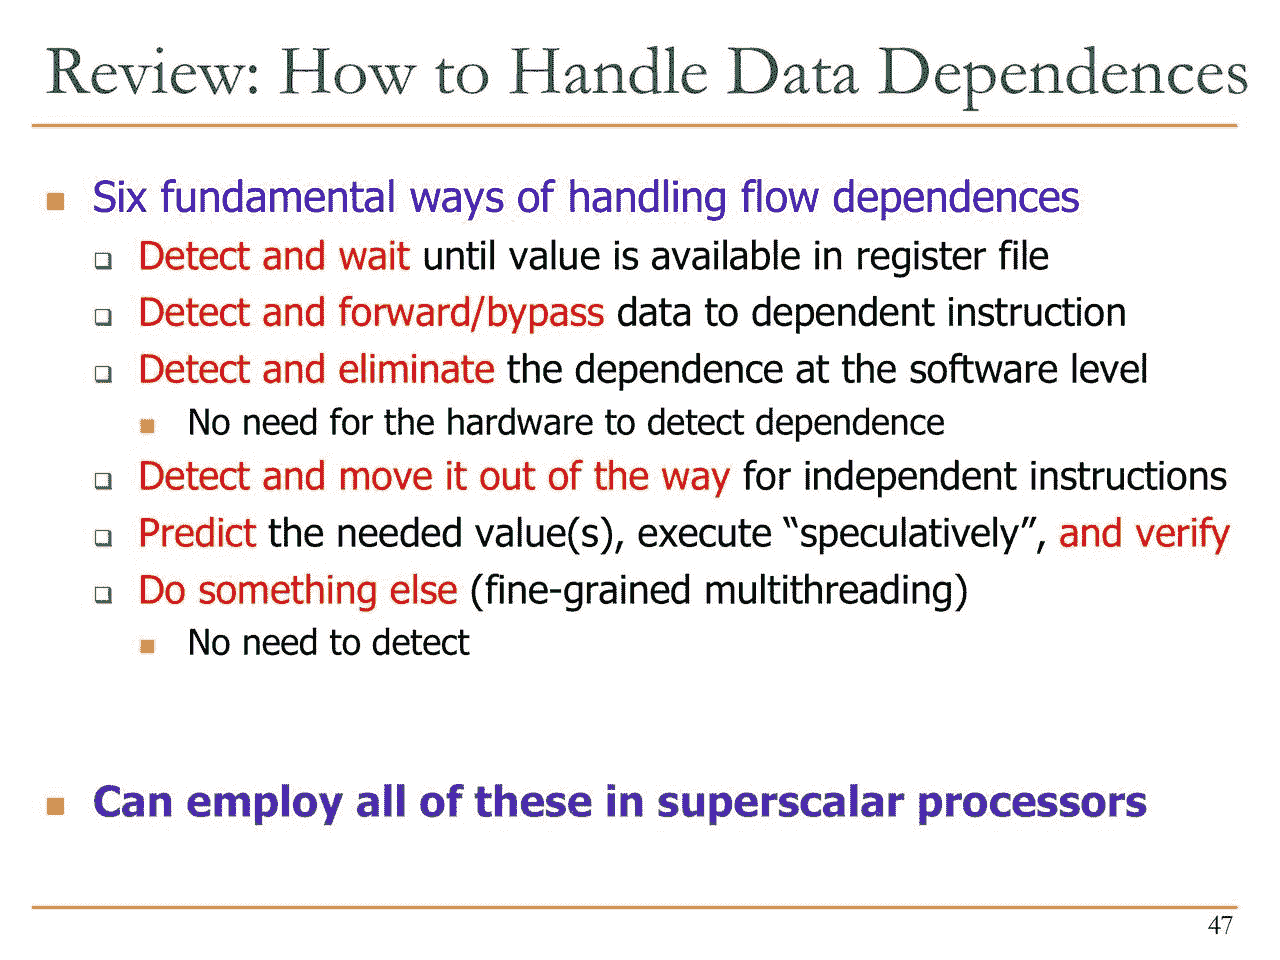 Review: How to Handle Data Dependences
Six fundamental ways of handling flow dependences
Detect and wait until value is available in register file
Detect and forward/bypass data to dependent instruction
Detect and eliminate the dependence at the software level
No need for the hardware to detect dependence
Detect and move it out of the way for independent instructions
Predict the needed value(s), execute “speculatively”, and verify
Do something else (fine-grained multithreading)
No need to detect
Can employ all of these in superscalar processors
47